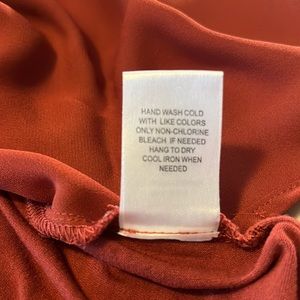 HAND WASH COLD
WITH LIKE COLORS
ONLY NON-CHLORINE
BLEACH IF NEEDED
HANG TO DRY
COOL IRON WHEN
NEEDED